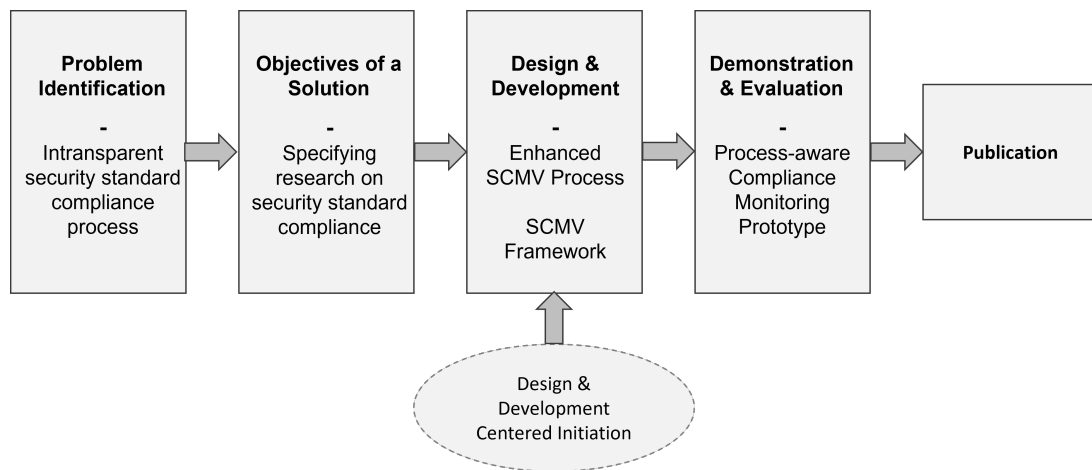 Problem
Identification
-
Intransparent
security standard
compliance
process
Objectives of a
Solution
-
Specifying
research on
security standard
compliance
Design &
Development
-
Enhanced
SCMV Process
SCMV
Framework
Demonstration
& Evaluation
-
Process-aware
Compliance
Monitoring
Prototype
Publication
Design &
Development
Centered Initiation